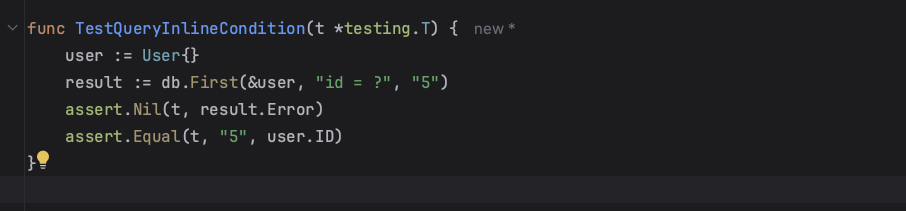 func TestQueryInlineCondition(t *testing.T) { new *
    user := User{}
    result := db.First(&user, "id = ?", "5")
    assert.Nil(t, result.Error)
    assert.Equal(t, "5", user.ID)
}